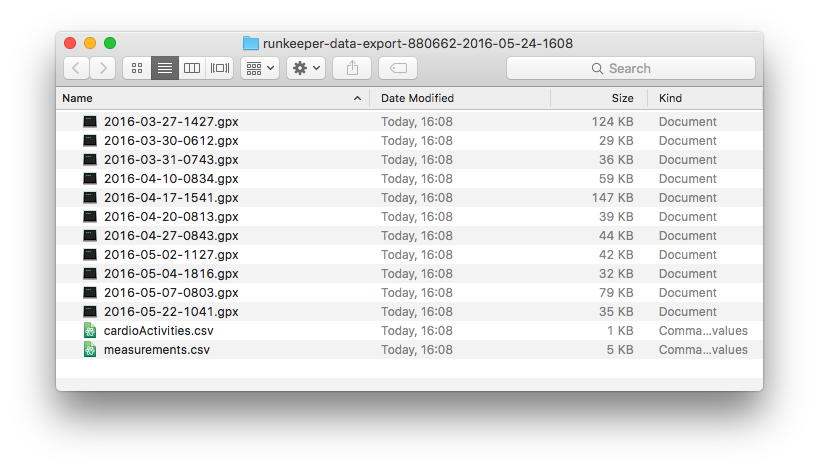 runkeeper-data-export-880662-2016-05-24-1608
Search
Name Date Modified Size Kind
2016-03-27-1427.gpx Today, 16:08 124 KB Document
2016-03-30-0612.gpx Today, 16:08 29 KB Document
2016-03-31-0743.gpx Today, 16:08 36 KB Document
2016-04-10-0834.gpx Today, 16:08 59 KB Document
2016-04-17-1541.gpx Today, 16:08 147 KB Document
2016-04-20-0813.gpx Today, 16:08 39 KB Document
2016-04-27-0843.gpx Today, 16:08 44 KB Document
2016-05-02-1127.gpx Today, 16:08 42 KB Document
2016-05-04-1816.gpx Today, 16:08 32 KB Document
2016-05-07-0803.gpx Today, 16:08 79 KB Document
2016-05-22-1041.gpx Today, 16:08 35 KB Document
cardioActivities.csv Today, 16:08 1 KB Comma...values
measurements.csv Today, 16:08 5 KB Comma...values